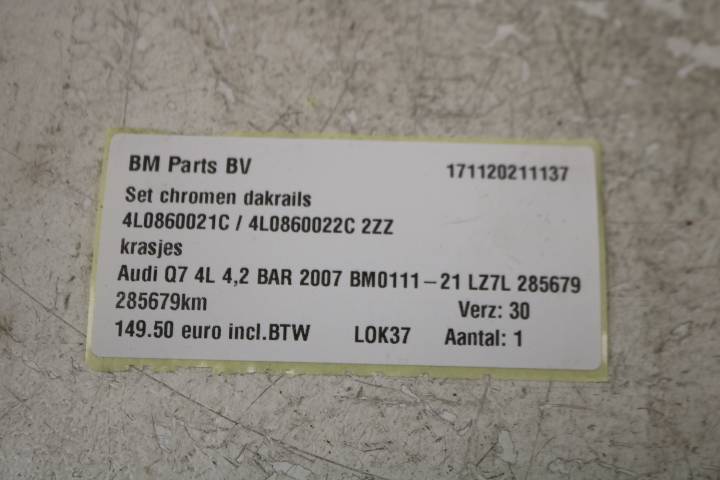 BM Parts BV 171120211137
Set chromen dakrails
4L0860021C / 4L0860022C 2ZZ
krasjes
Audi Q7 4L 4,2 BAR 2007 BM0111-21 LZ7L 285679
285679km Verz: 30
149.50 euro incl.BTW LOK37 Aantal: 1